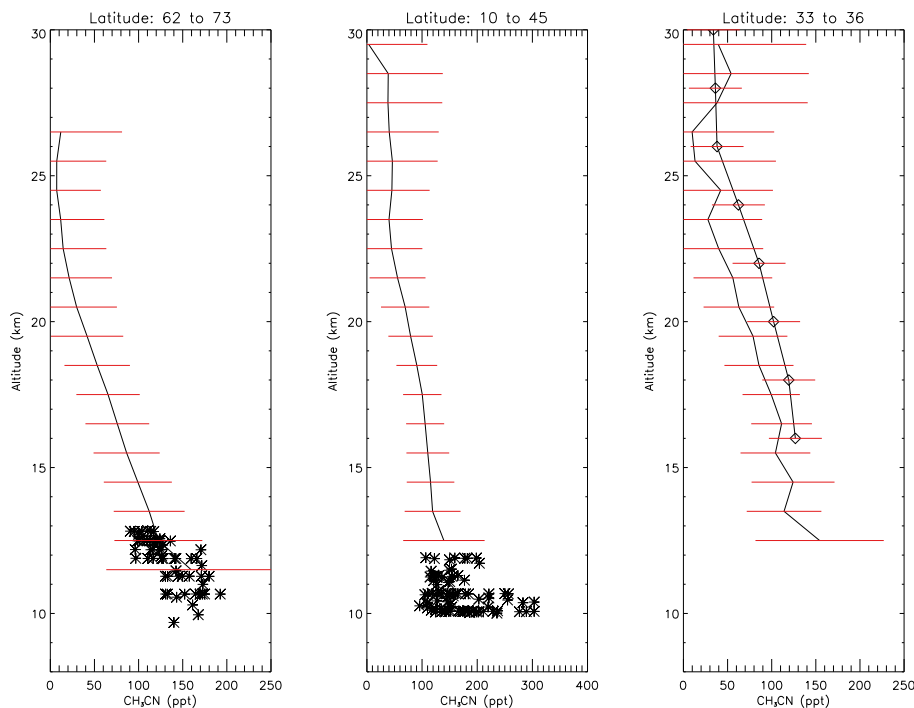 Latitude: 62 to 73
Latitude: 10 to 45
Latitude: 33 to 36
30
25
20
15
10
Altitude (km)
0 50 100 150 200 250
CH₃CN (ppt)
30
25
20
15
10
Altitude (km)
0 100 200 300 400
CH₃CN (ppt)
30
25
20
15
10
Altitude (km)
0 50 100 150 200 250
CH₃CN (ppt)